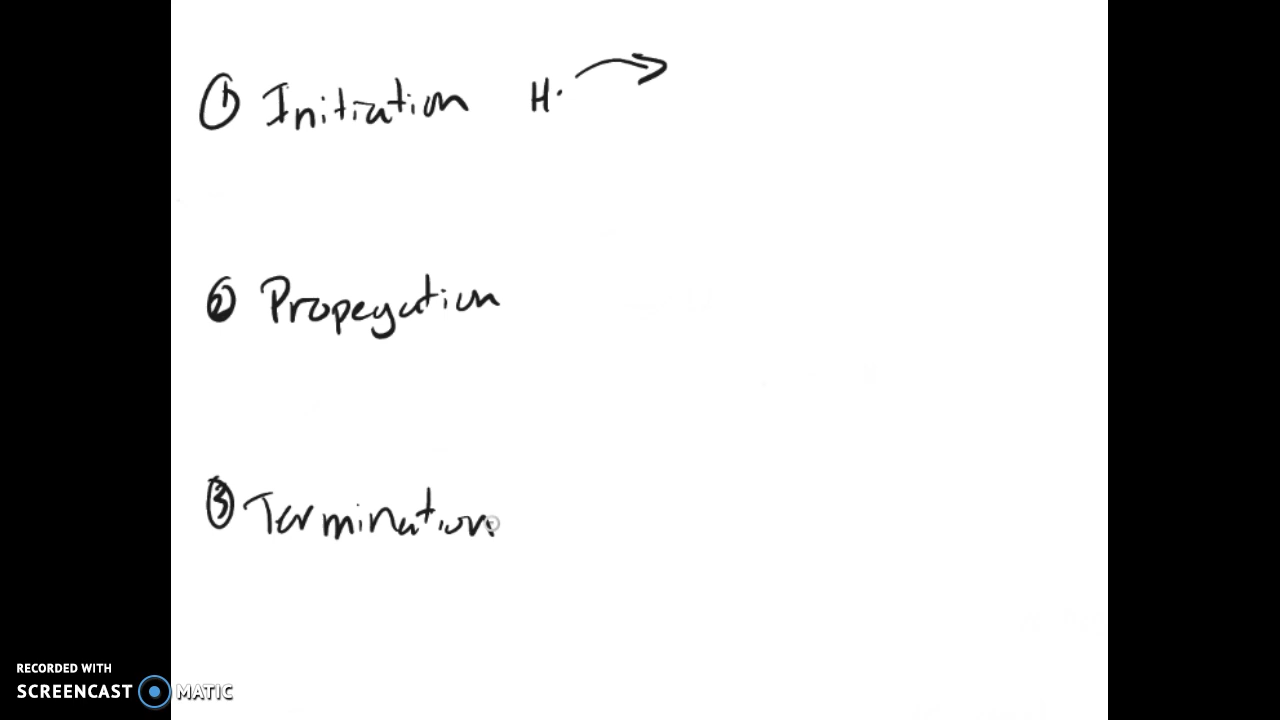 ① Initiation H·
② Propegation
③ Termination
RECORDED WITH
SCREENCAST MATIC